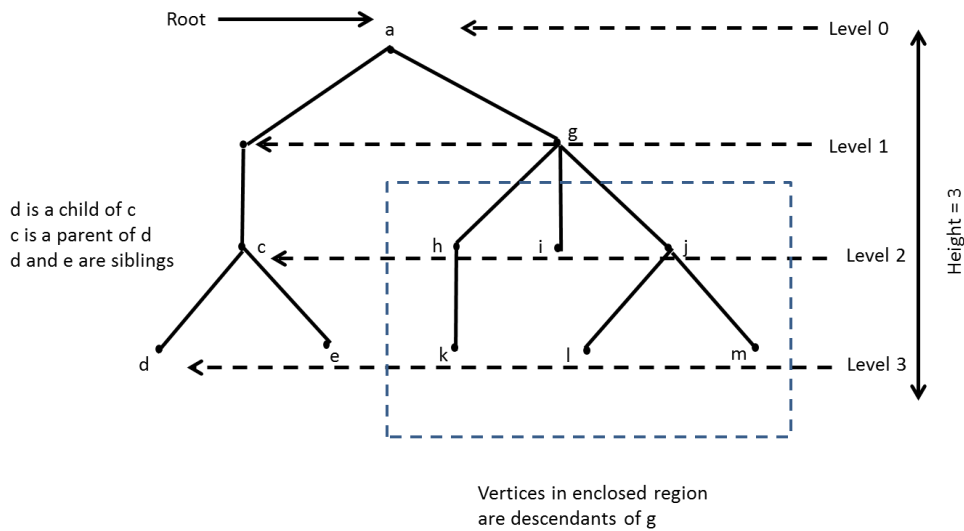 Root
a
Level 0
g
Level 1
d is a child of c
c is a parent of d
d and e are siblings
c
h
i
j
Level 2
Height = 3
d
e
k
l
m
Level 3
Vertices in enclosed region
are descendants of g